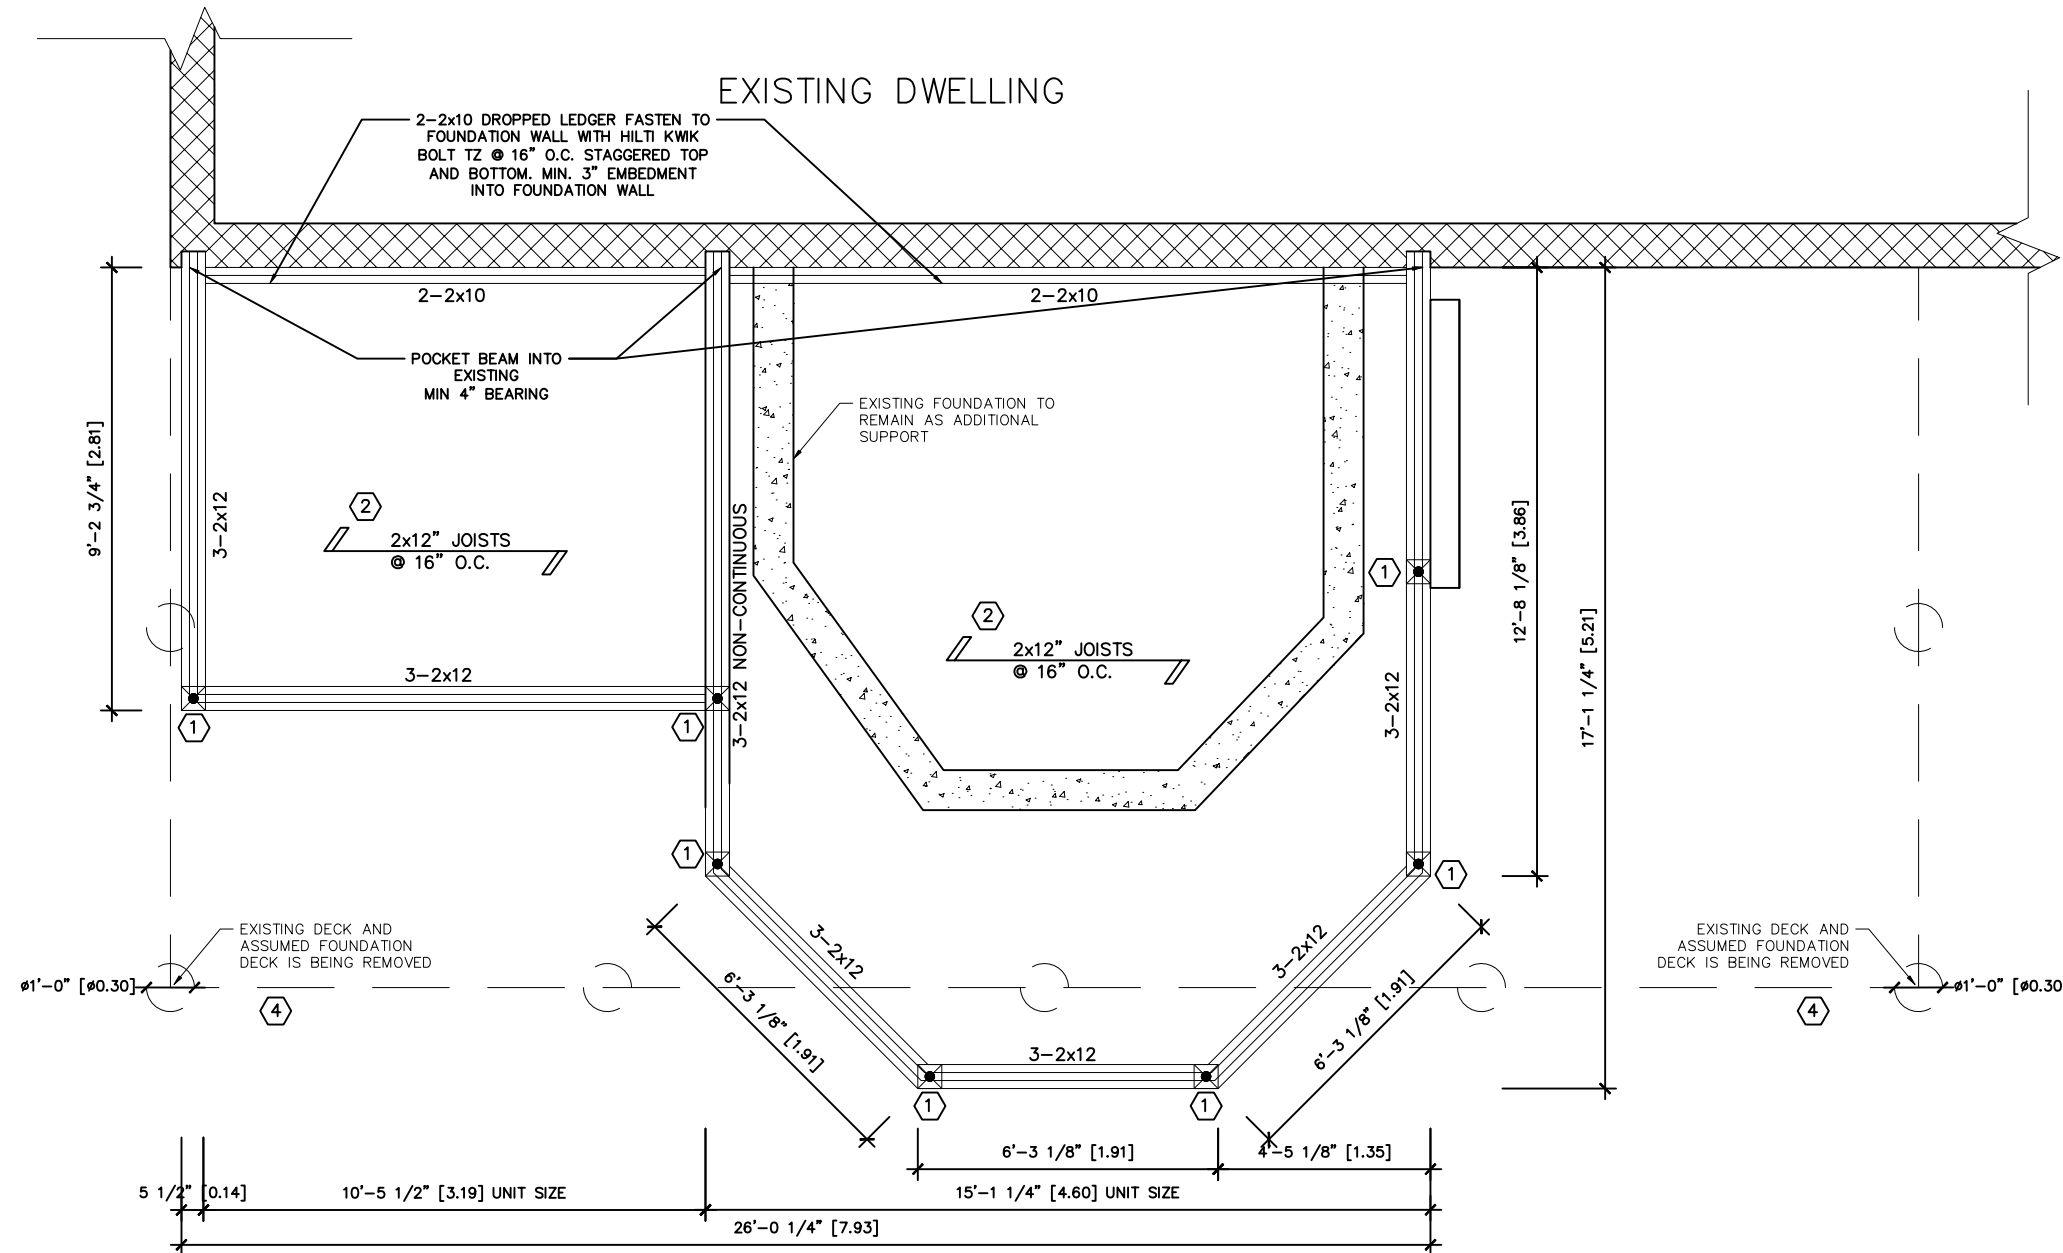 EXISTING DWELLING
2-2x10 DROPPED LEDGER FASTEN TO
FOUNDATION WALL WITH HILTI KWIK
BOLT TZ @ 16" O.C. STAGGERED TOP
AND BOTTOM. MIN. 3" EMBEDMENT
INTO FOUNDATION WALL
2-2x10
2-2x10
POCKET BEAM INTO
EXISTING
MIN 4" BEARING
EXISTING FOUNDATION TO
REMAIN AS ADDITIONAL
SUPPORT
9'-2 3/4" [2.81]
3-2x12
2
2x12" JOISTS
@ 16" O.C.
3-2x12 NON-CONTINUOUS
1
12'-8 1/8" [3.86]
2
2x12" JOISTS
@ 16" O.C.
17'-1 1/4" [5.21]
3-2x12
3-2x12
1
1
1
1
EXISTING DECK AND
ASSUMED FOUNDATION
DECK IS BEING REMOVED
3-2x12
3-2x12
EXISTING DECK AND
ASSUMED FOUNDATION
DECK IS BEING REMOVED
ø1'-0" [ø0.30]
4
6'-3 1/8" [1.91]
6'-3 1/8" [1.91]
4
ø1'-0" [ø0.30
3-2x12
1
1
6'-3 1/8" [1.91]
4'-5 1/8" [1.35]
5 1/2" [0.14]
10'-5 1/2" [3.19] UNIT SIZE
15'-1 1/4" [4.60] UNIT SIZE
26'-0 1/4" [7.93]